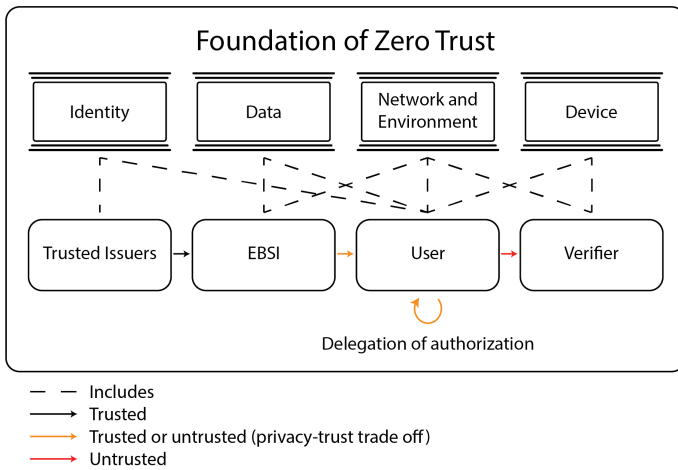 Foundation of Zero Trust
Identity
Data
Network and
Environment
Device
Trusted Issuers
EBSI
User
Verifier
Delegation of authorization
Includes
Trusted
Trusted or untrusted (privacy-trust trade off)
Untrusted